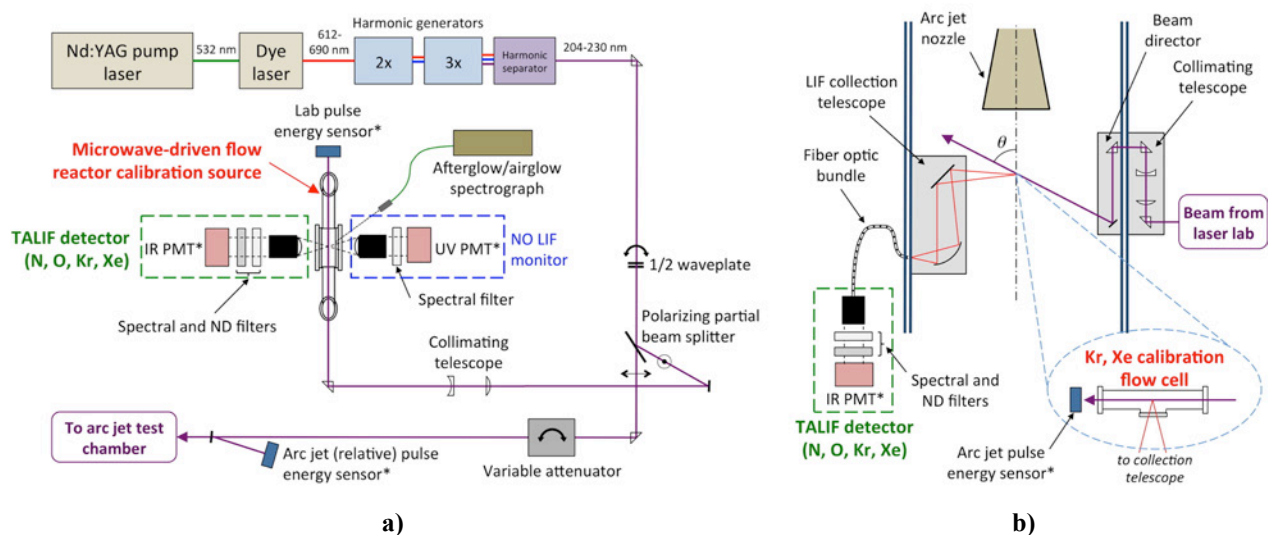 Harmonic generators
Nd:YAG pump
laser
532 nm
Dye
laser
612-
690 nm
2x
3x
Harmonic
separator
204-230 nm
Lab pulse
energy sensor*
Microwave-driven flow
reactor calibration source
Afterglow/airglow
spectrograph
TALIF detector
(N, O, Kr, Xe)
IR PMT*
UV PMT*
NO LIF
monitor
1/2 waveplate
Spectral filter
Spectral and ND filters
Polarizing partial
beam splitter
Collimating
telescope
To arc jet test
chamber
Arc jet (relative) pulse
energy sensor*
Variable attenuator
a)
Arc jet
nozzle
Beam
director
Collimating
telescope
LIF collection
telescope
θ
Fiber optic
bundle
Beam from
laser lab
Kr, Xe calibration
flow cell
Spectral and
ND filters
IR PMT*
TALIF detector
(N, O, Kr, Xe)
Arc jet pulse
energy sensor*
to collection
telescope
b)